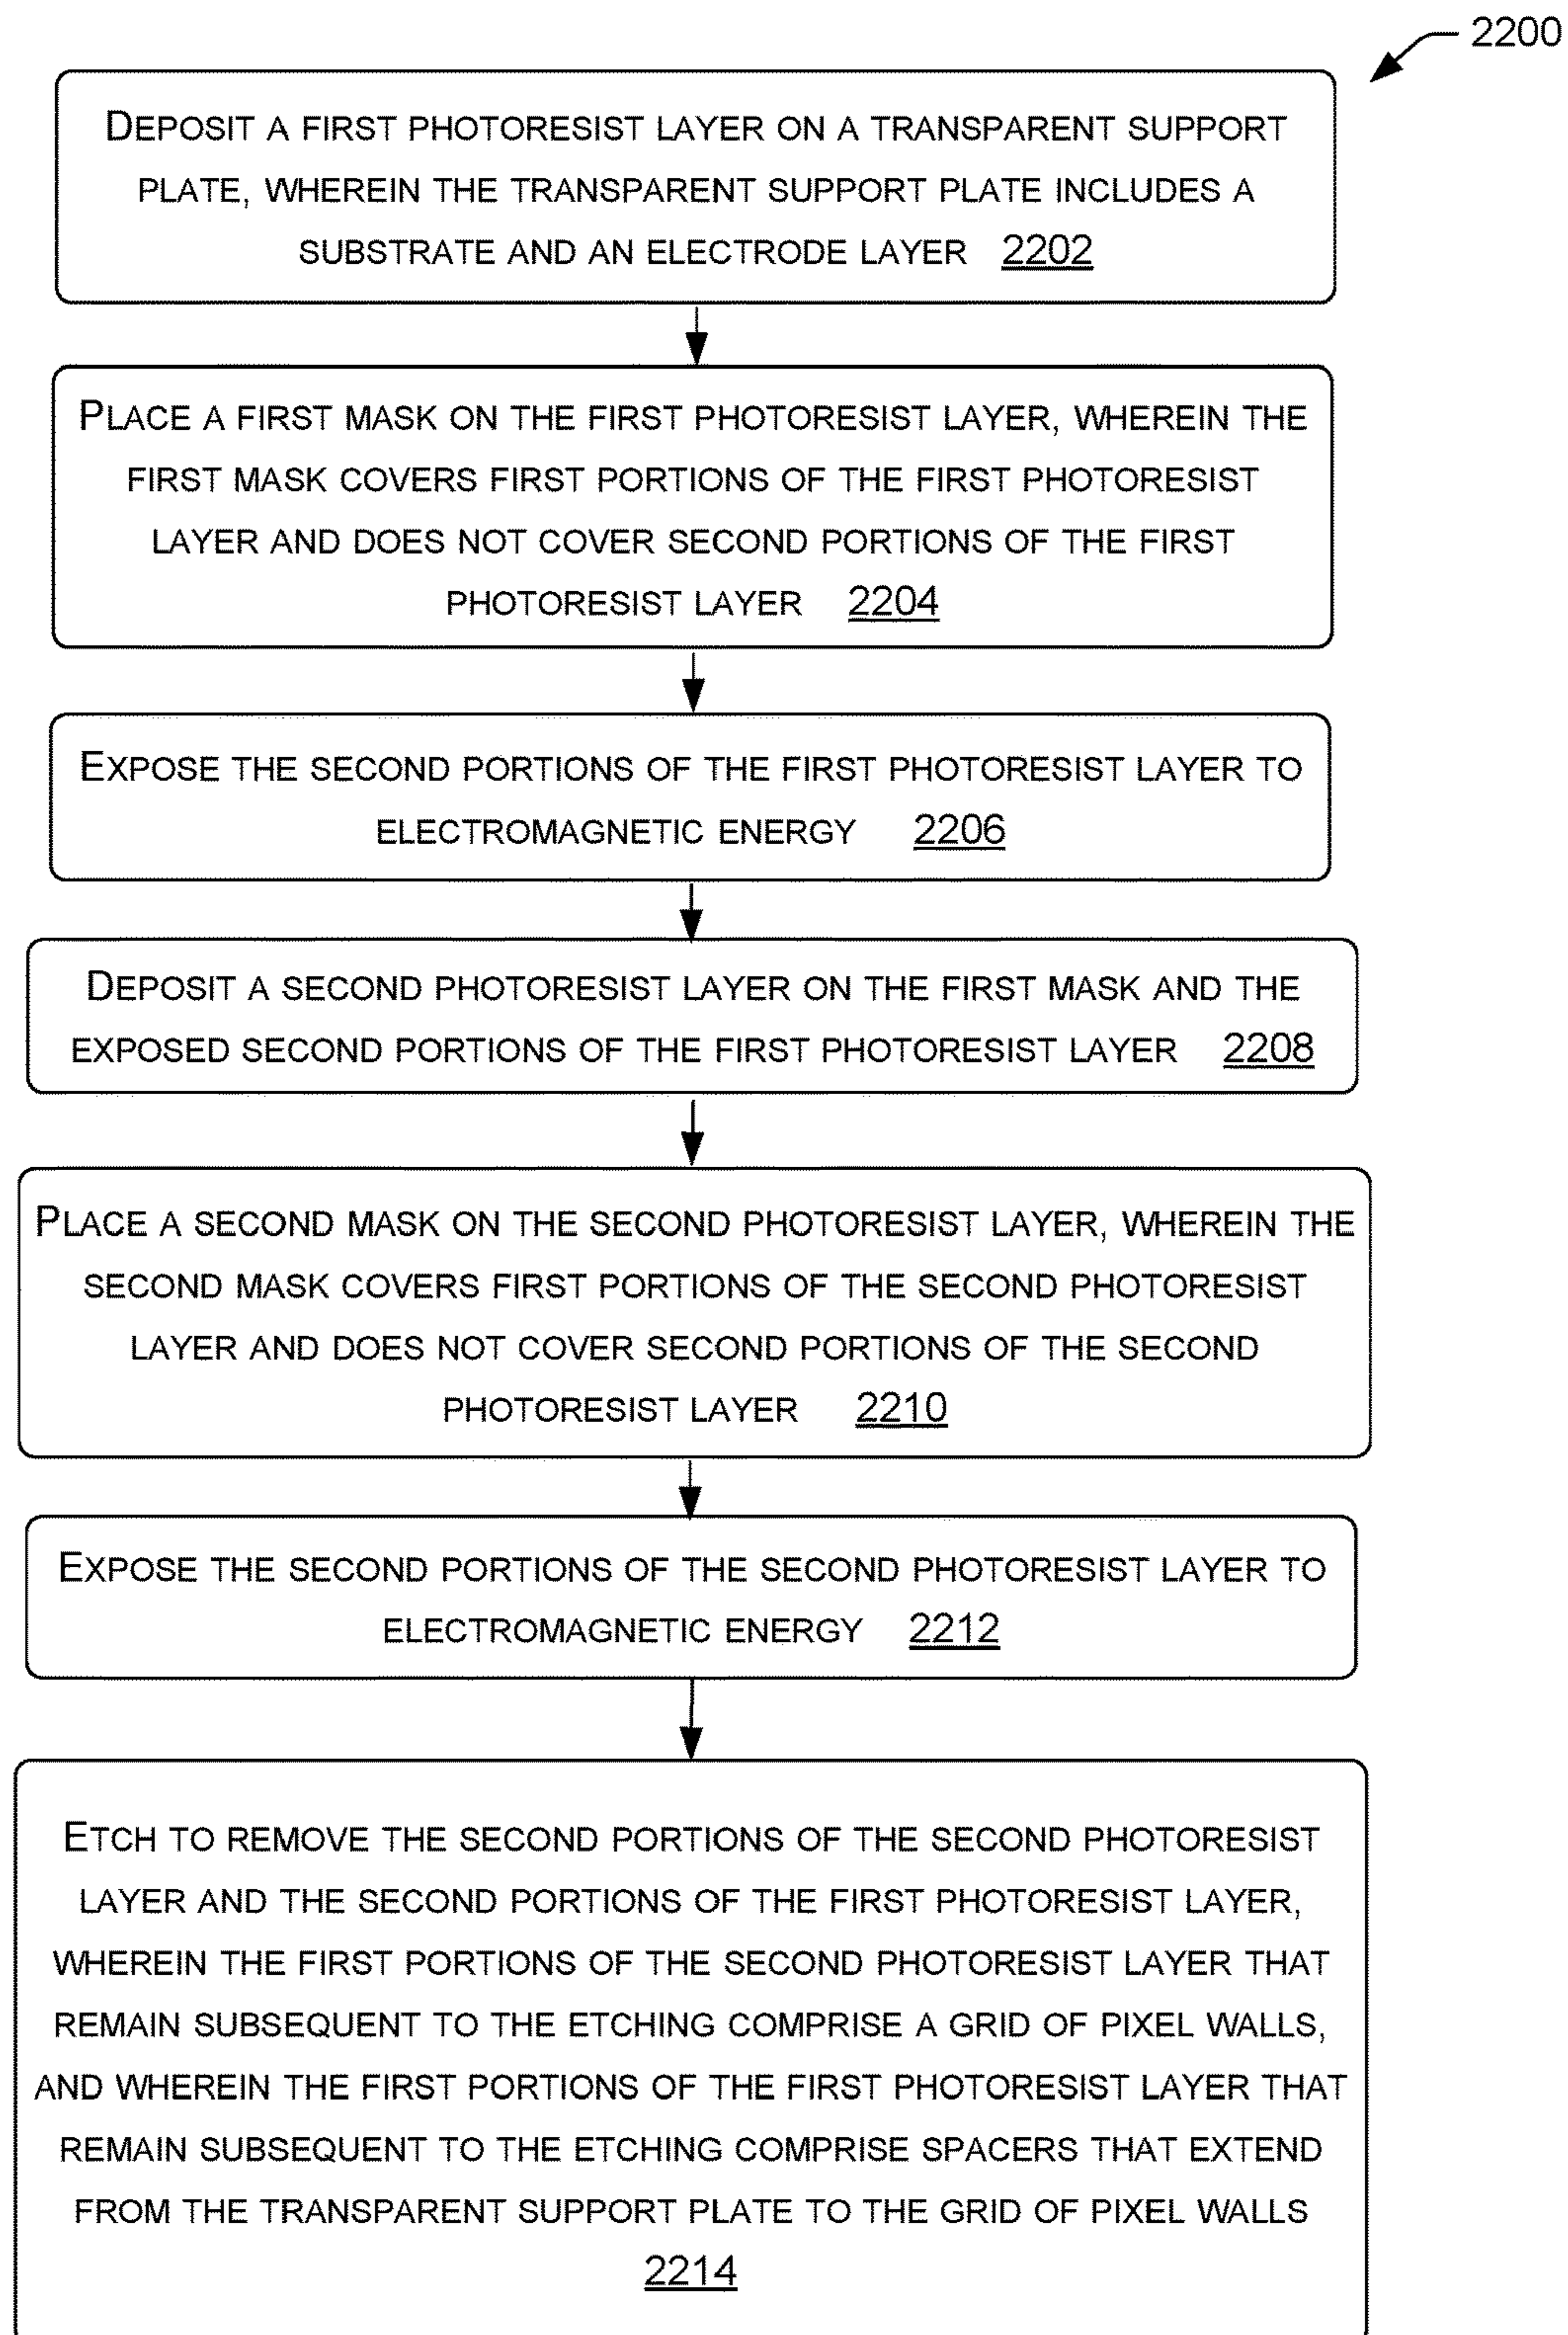 2200
DEPOSIT A FIRST PHOTORESIST LAYER ON A TRANSPARENT SUPPORT
PLATE, WHEREIN THE TRANSPARENT SUPPORT PLATE INCLUDES A
SUBSTRATE AND AN ELECTRODE LAYER 2202
PLACE A FIRST MASK ON THE FIRST PHOTORESIST LAYER, WHEREIN THE
FIRST MASK COVERS FIRST PORTIONS OF THE FIRST PHOTORESIST
LAYER AND DOES NOT COVER SECOND PORTIONS OF THE FIRST
PHOTORESIST LAYER 2204
EXPOSE THE SECOND PORTIONS OF THE FIRST PHOTORESIST LAYER TO
ELECTROMAGNETIC ENERGY 2206
DEPOSIT A SECOND PHOTORESIST LAYER ON THE FIRST MASK AND THE
EXPOSED SECOND PORTIONS OF THE FIRST PHOTORESIST LAYER 2208
PLACE A SECOND MASK ON THE SECOND PHOTORESIST LAYER, WHEREIN THE
SECOND MASK COVERS FIRST PORTIONS OF THE SECOND PHOTORESIST
LAYER AND DOES NOT COVER SECOND PORTIONS OF THE SECOND
PHOTORESIST LAYER 2210
EXPOSE THE SECOND PORTIONS OF THE SECOND PHOTORESIST LAYER TO
ELECTROMAGNETIC ENERGY 2212
ETCH TO REMOVE THE SECOND PORTIONS OF THE SECOND PHOTORESIST
LAYER AND THE SECOND PORTIONS OF THE FIRST PHOTORESIST LAYER,
WHEREIN THE FIRST PORTIONS OF THE SECOND PHOTORESIST LAYER THAT
REMAIN SUBSEQUENT TO THE ETCHING COMPRISE A GRID OF PIXEL WALLS,
AND WHEREIN THE FIRST PORTIONS OF THE FIRST PHOTORESIST LAYER THAT
REMAIN SUBSEQUENT TO THE ETCHING COMPRISE SPACERS THAT EXTEND
FROM THE TRANSPARENT SUPPORT PLATE TO THE GRID OF PIXEL WALLS
2214